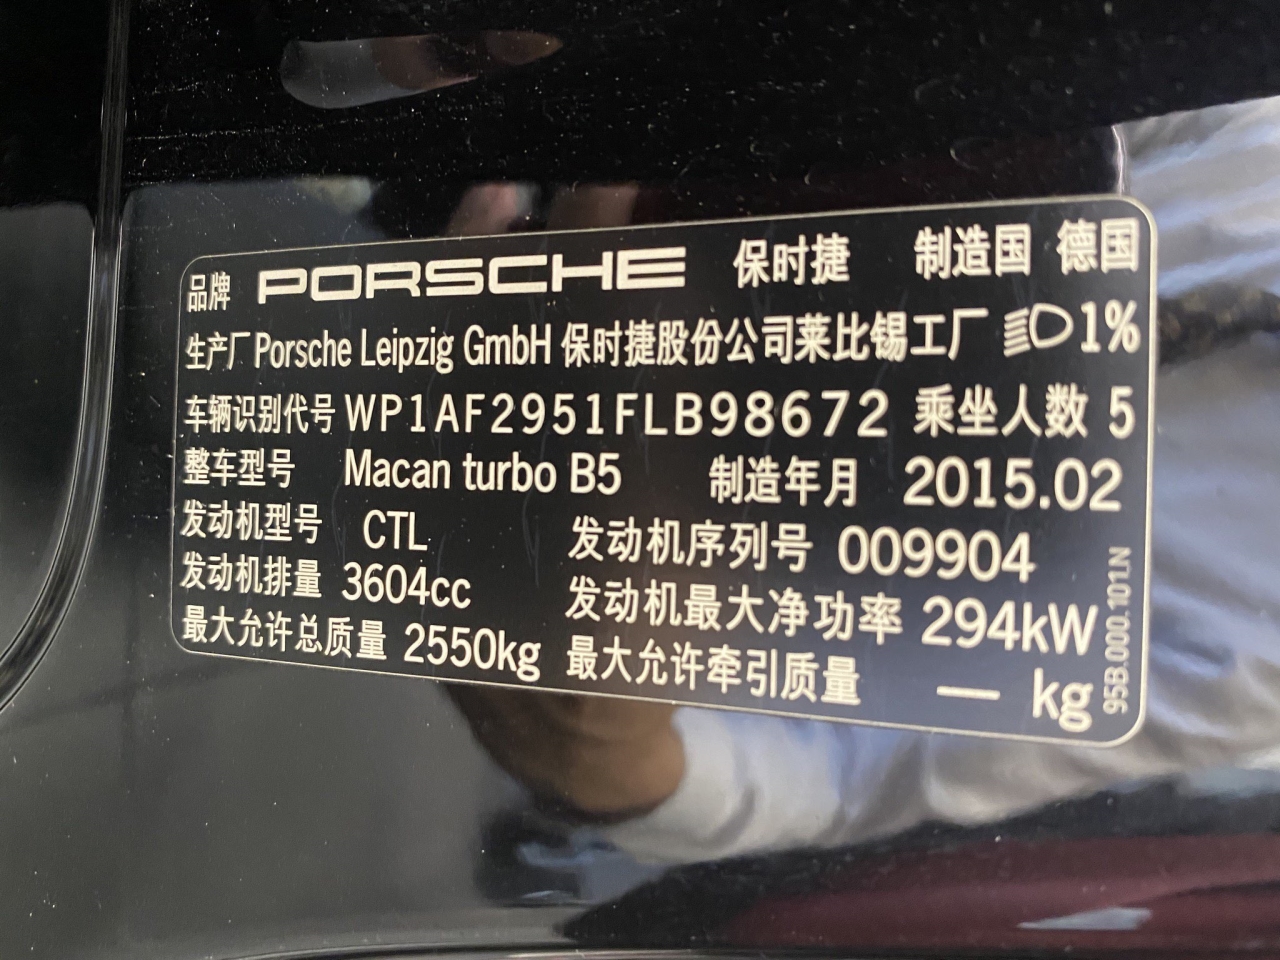 品牌 PORSCHE 保时捷 制造国 德国
生产厂 Porsche Leipzig GmbH 保时捷股份公司莱比锡工厂 1%
车辆识别代号 WP1AF2951FLB98672 乘坐人数 5
整车型号 Macan turbo B5 制造年月 2015.02
发动机型号 CTL 发动机序列号 009904
发动机排量 3604cc 发动机最大净功率 294kW
最大允许总质量 2550kg 最大允许牵引质量 — kg
95B.000.101.N